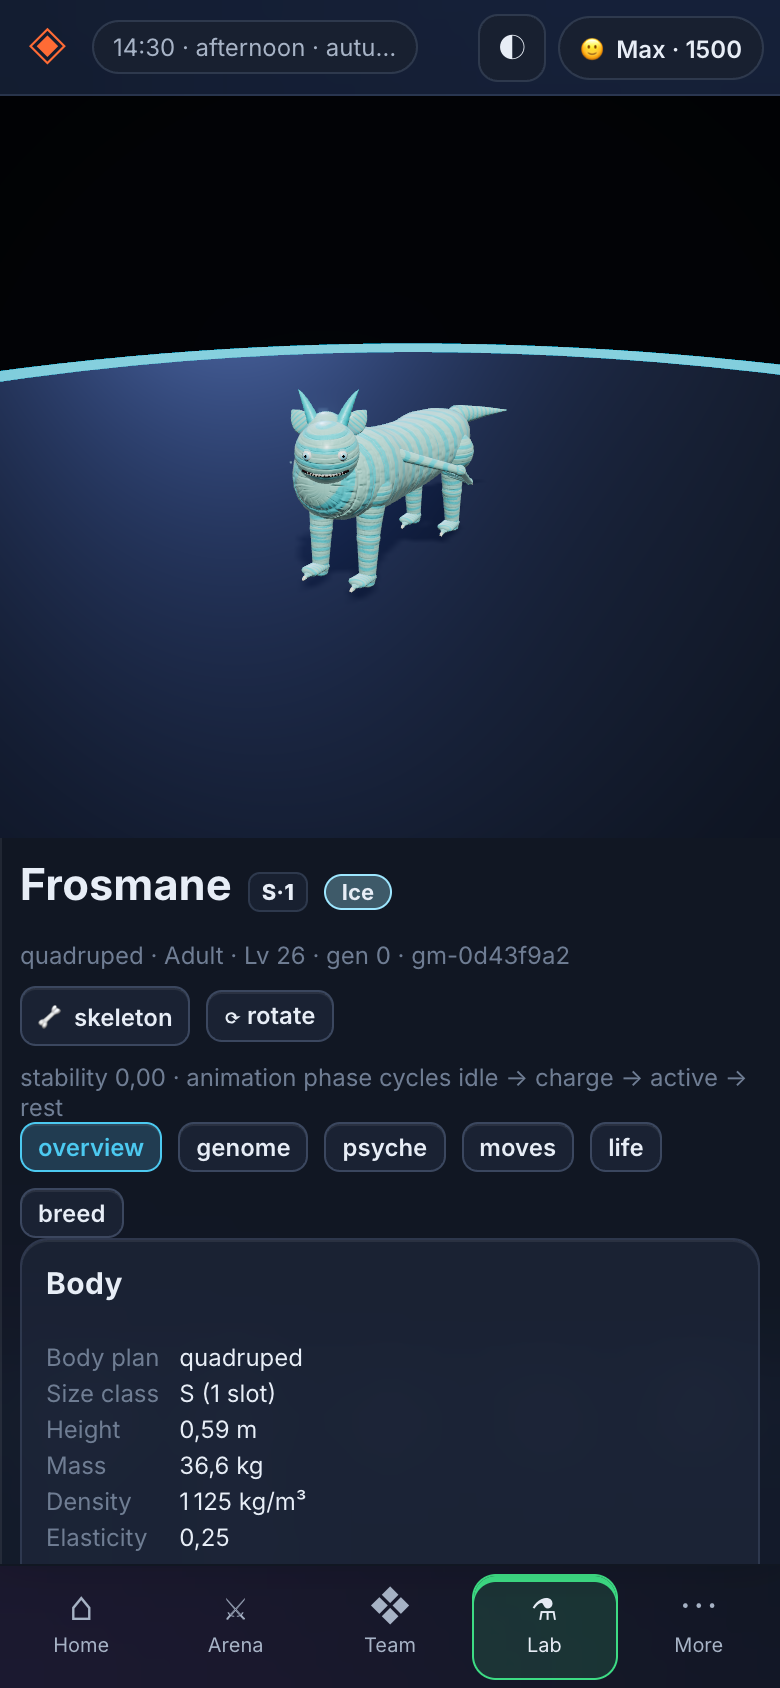 14:30 · afternoon · autu...
Max · 1500
Frosmane S·1 Ice
quadruped · Adult · Lv 26 · gen 0 · gm-0d43f9a2
skeleton
⟳ rotate
stability 0,00 · animation phase cycles idle → charge → active →
rest
overview genome psyche moves life
breed
Body
Body plan quadruped
Size class S (1 slot)
Height 0,59 m
Mass 36,6 kg
Density 1 125 kg/m³
Elasticity 0,25
Home Arena Team Lab More